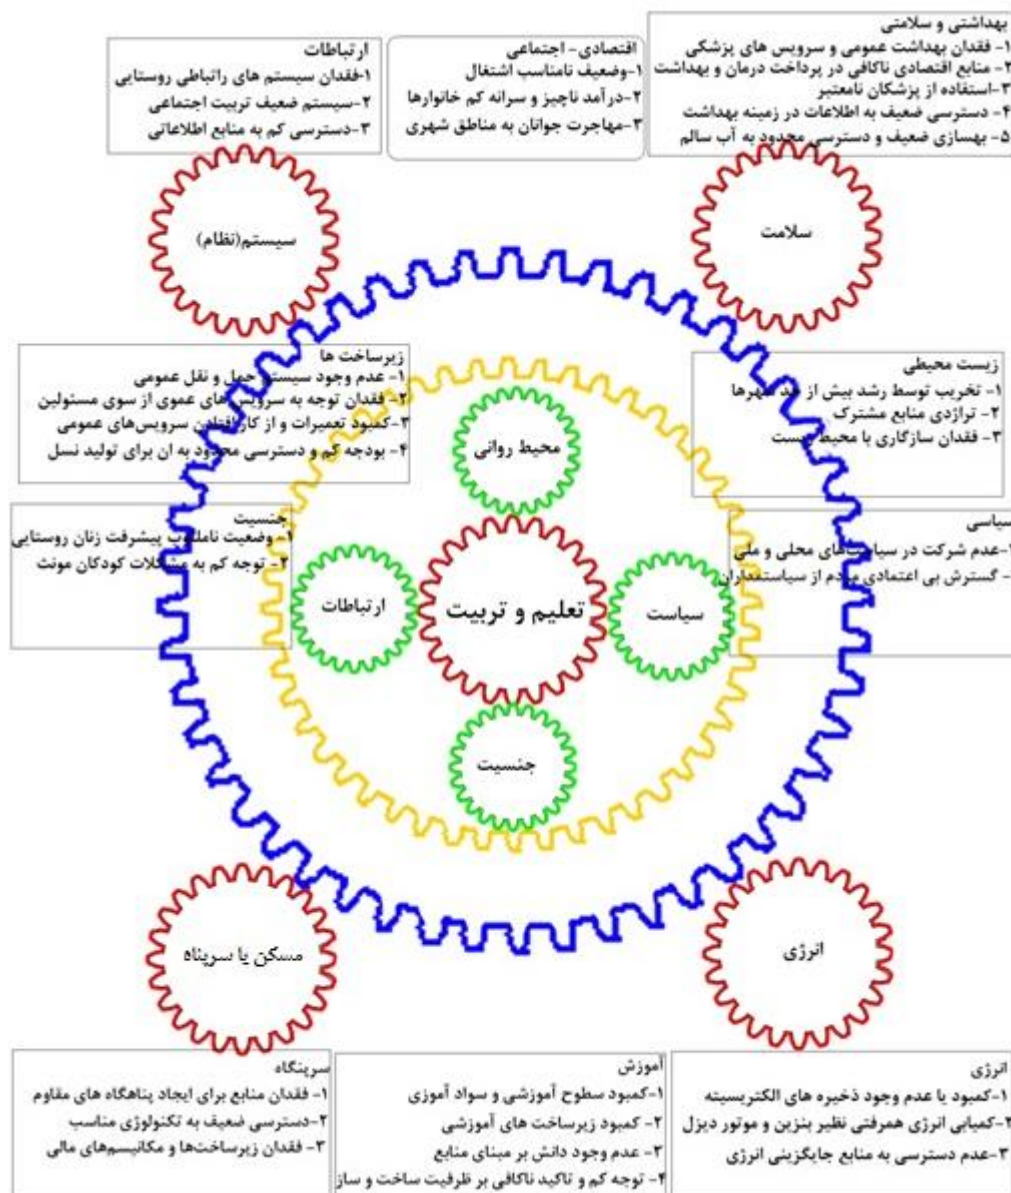 ارتباطات
۱-فقدان سیستم های راتباطی روستایی
۲-سیستم ضعیف تربیت اجتماعی
۳-دسترسی کم به منابع اطلاعاتی
اقتصادی- اجتماعی
۱-وضعیف نامناسب اشتغال
۲-درآمد ناچیز و سرانه کم خانوارها
۳-مهاجرت جوانان به مناطق شهری
بهداشتی و سلامتی
۱- فقدان بهداشت عمومی و سرویس های پزشکی
۲- منابع اقتصادی ناکافی در پرداخت درمان و بهداشت
۳-استفاده از پزشکان نامعتبر
۴- دسترسی ضعیف به اطلاعات در زمینه بهداشت
۵- بهسازی ضعیف و دسترسی محدود به آب سالم
سیستم(نظام)
سلامت
زیرساخت ها
۱- عدم وجود سیستم حمل و نقل عمومی
۲- فقدان توجه به سرویس های عموی از سوی مسئولین
۳-کمبود تعمیرات و از کار افتادن سرویس‌های عمومی
۴- بودجه کم و دسترسی محدود به ان برای تولید نسل
زیست محیطی
۱- تخریب توسط رشد بیش از حد شهرها
۲- تراژدی منابع مشترک
۳- فقدان سازگاری با محیط زیست
محیط روانی
جنسیت
۱- وضعیت نامطلوب پیشرفت زنان روستایی
۲- توجه کم به مشکلات کودکان مونث
سیاسی
۱-عدم شرکت در سیاست‌های محلی و ملی
- گسترش بی اعتمادی مردم از سیاستمداران
ارتباطات
تعلیم و تربیت
سیاست
جنسیت
مسکن یا سرپناه
انرژی
سرپنگاه
۱- فقدان منابع برای ایجاد پناهگاه های مقاوم
۲-دسترسی ضعیف به تکنولوژی مناسب
۳- فقدان زیرساخت‌ها و مکانیسم‌های مالی
آموزش
۱-کمبود سطوح آموزشی و سواد آموزی
۲- کمبود زیرساخت های آموزشی
۳- عدم وجود دانش بر مبنای منابع
۴- توجه کم و تاکید ناکافی بر ظرفیت ساخت و ساز
انرژی
۱-کمبود یا عدم وجود ذخیره های الکتریسیته
۲-کمیابی انرژی همرفتی نظیر بنزین و موتور دیزل
۳-عدم دسترسی به منابع جایگزینی انرژی